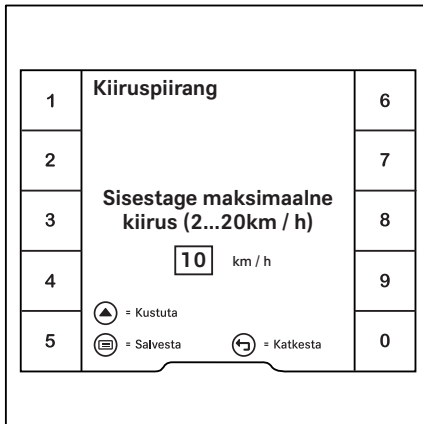 Kiiruspiirang
1
2
3
4
5
6
7
8
9
0
Sisestage maksimaalne
kiirus (2...20km / h)
10 km / h
= Kustuta
= Salvesta
= Katkesta